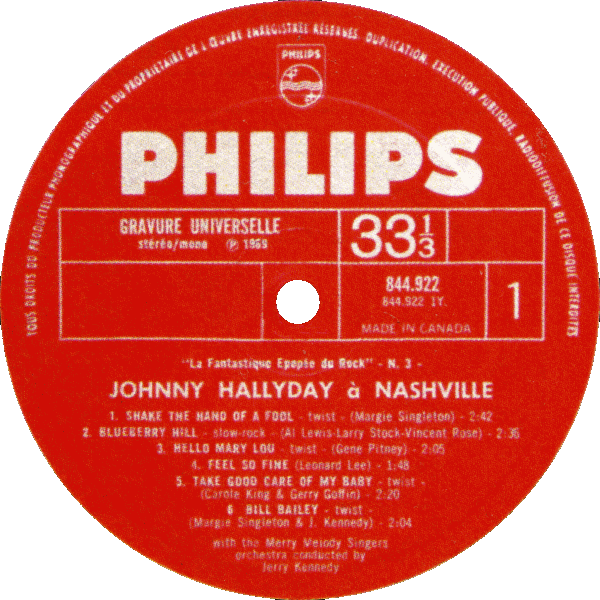 TOUS DROITS DU PRODUCTEUR PHONOGRAPHIQUE ET DU PROPRIETAIRE DE L'ŒUVRE ENREGISTRÉE RÉSERVÉS. DUPLICATION, EXECUTION PUBLIQUE, RADIODIFFUSION DE CE DISQUE INTERDITES
PHILIPS
PHILIPS
GRAVURE UNIVERSELLE
stéréo/mono ℗ 1969
33 1/3
844.922
844.922 1Y.
MADE IN CANADA
1
"La Fantastique Epopée du Rock" - N. 3 -
JOHNNY HALLYDAY à NASHVILLE
1. SHAKE THE HAND OF A FOOL - twist - (Margie Singleton) - 2:42
2. BLUEBERRY HILL - slow-rock - (Al Lewis-Larry Stock-Vincent Rose) - 2:36
3. HELLO MARY LOU - twist - (Gene Pitney) - 2:05
4. FEEL SO FINE (Leonard Lee) - 1:48
5. TAKE GOOD CARE OF MY BABY - twist -
(Carole King & Gerry Goffin) - 2:20
6 BILL BAILEY - twist -
(Margie Singleton & J. Kennedy) - 2:04
with the Merry Melody Singers
orchestra conducted by
Jerry Kennedy